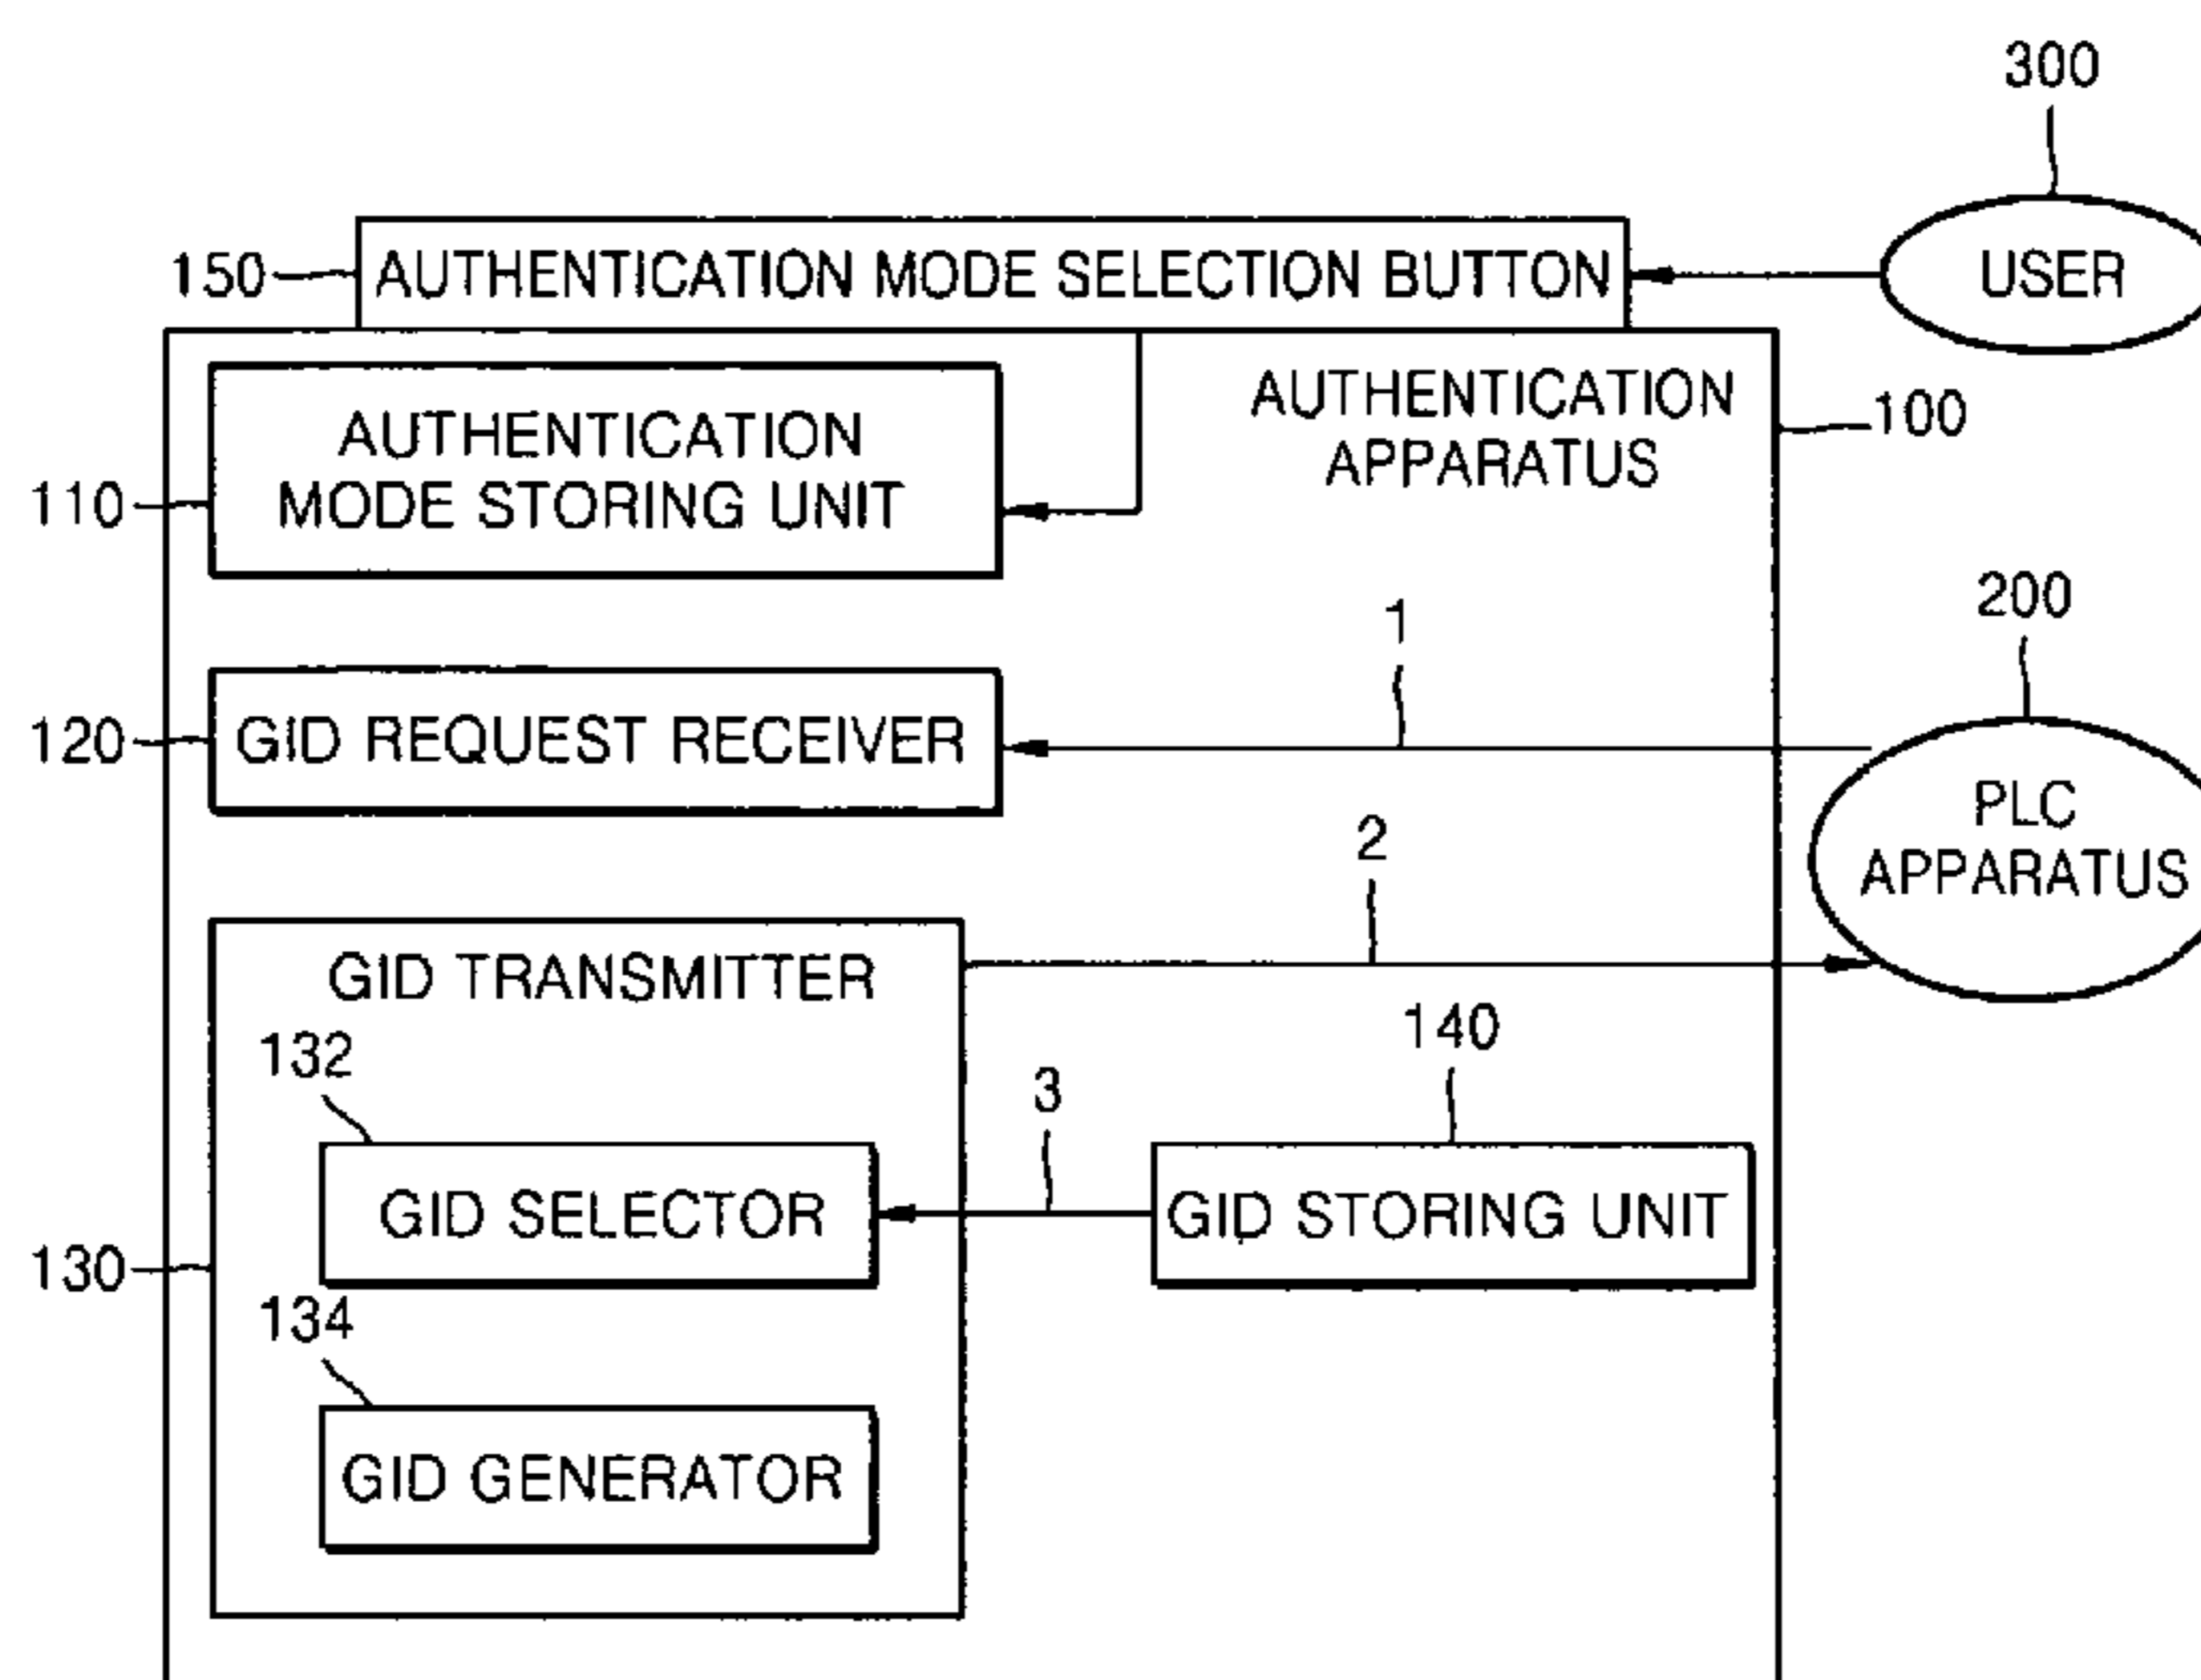 300
150
AUTHENTICATION MODE SELECTION BUTTON
USER
AUTHENTICATION
APPARATUS
100
AUTHENTICATION
MODE STORING UNIT
110
1
200
120
GID REQUEST RECEIVER
PLC
APPARATUS
2
GID TRANSMITTER
140
132
3
GID SELECTOR
GID STORING UNIT
130
134
GID GENERATOR